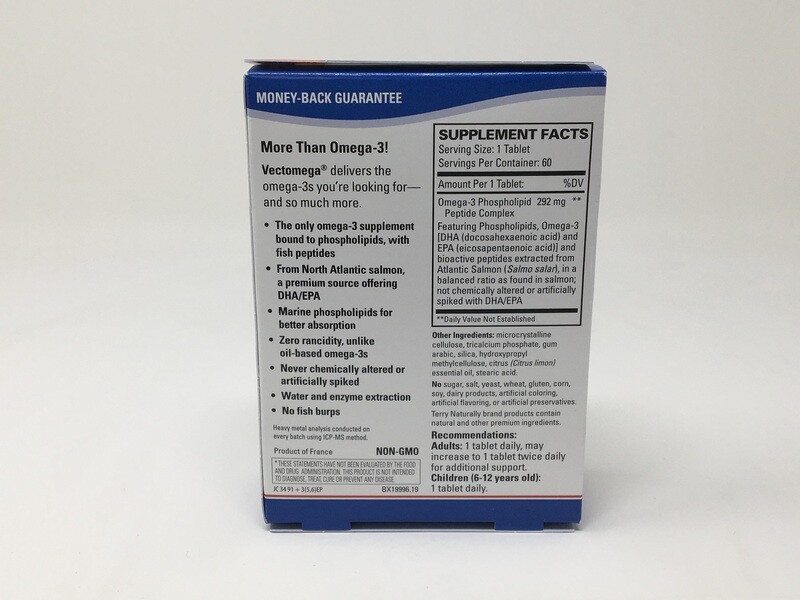 MONEY-BACK GUARANTEE
More Than Omega-3!
Vectomega® delivers the
omega-3s you're looking for—
and so much more.
• The only omega-3 supplement
bound to phospholipids, with
fish peptides
• From North Atlantic salmon,
a premium source offering
DHA/EPA
• Marine phospholipids for
better absorption
• Zero rancidity, unlike
oil-based omega-3s
• Never chemically altered or
artificially spiked
• Water and enzyme extraction
• No fish burps
Heavy metal analysis conducted on
every batch using ICP-MS method.
Product of France NON-GMO
* THESE STATEMENTS HAVE NOT BEEN EVALUATED BY THE FOOD
AND DRUG ADMINISTRATION. THIS PRODUCT IS NOT INTENDED
TO DIAGNOSE, TREAT, CURE OR PREVENT ANY DISEASE.
JC 34 91 + 3(5,6)EP BX19996.19
SUPPLEMENT FACTS
Serving Size: 1 Tablet
Servings Per Container: 60
Amount Per 1 Tablet: %DV
Omega-3 Phospholipid 292 mg **
Peptide Complex
Featuring Phospholipids, Omega-3
[DHA (docosahexaenoic acid) and
EPA (eicosapentaenoic acid)] and
bioactive peptides extracted from
Atlantic Salmon (Salmo salar), in a
balanced ratio as found in salmon;
not chemically altered or artificially
spiked with DHA/EPA
**Daily Value Not Established
Other Ingredients: microcrystalline
cellulose, tricalcium phosphate, gum
arabic, silica, hydroxypropyl
methylcellulose, citrus (Citrus limon)
essential oil, stearic acid.
No sugar, salt, yeast, wheat, gluten, corn,
soy, dairy products, artificial coloring,
artificial flavoring, or artificial preservatives.
Terry Naturally brand products contain
natural and other premium ingredients.
Recommendations:
Adults: 1 tablet daily, may
increase to 1 tablet twice daily
for additional support.
Children (6-12 years old):
1 tablet daily.